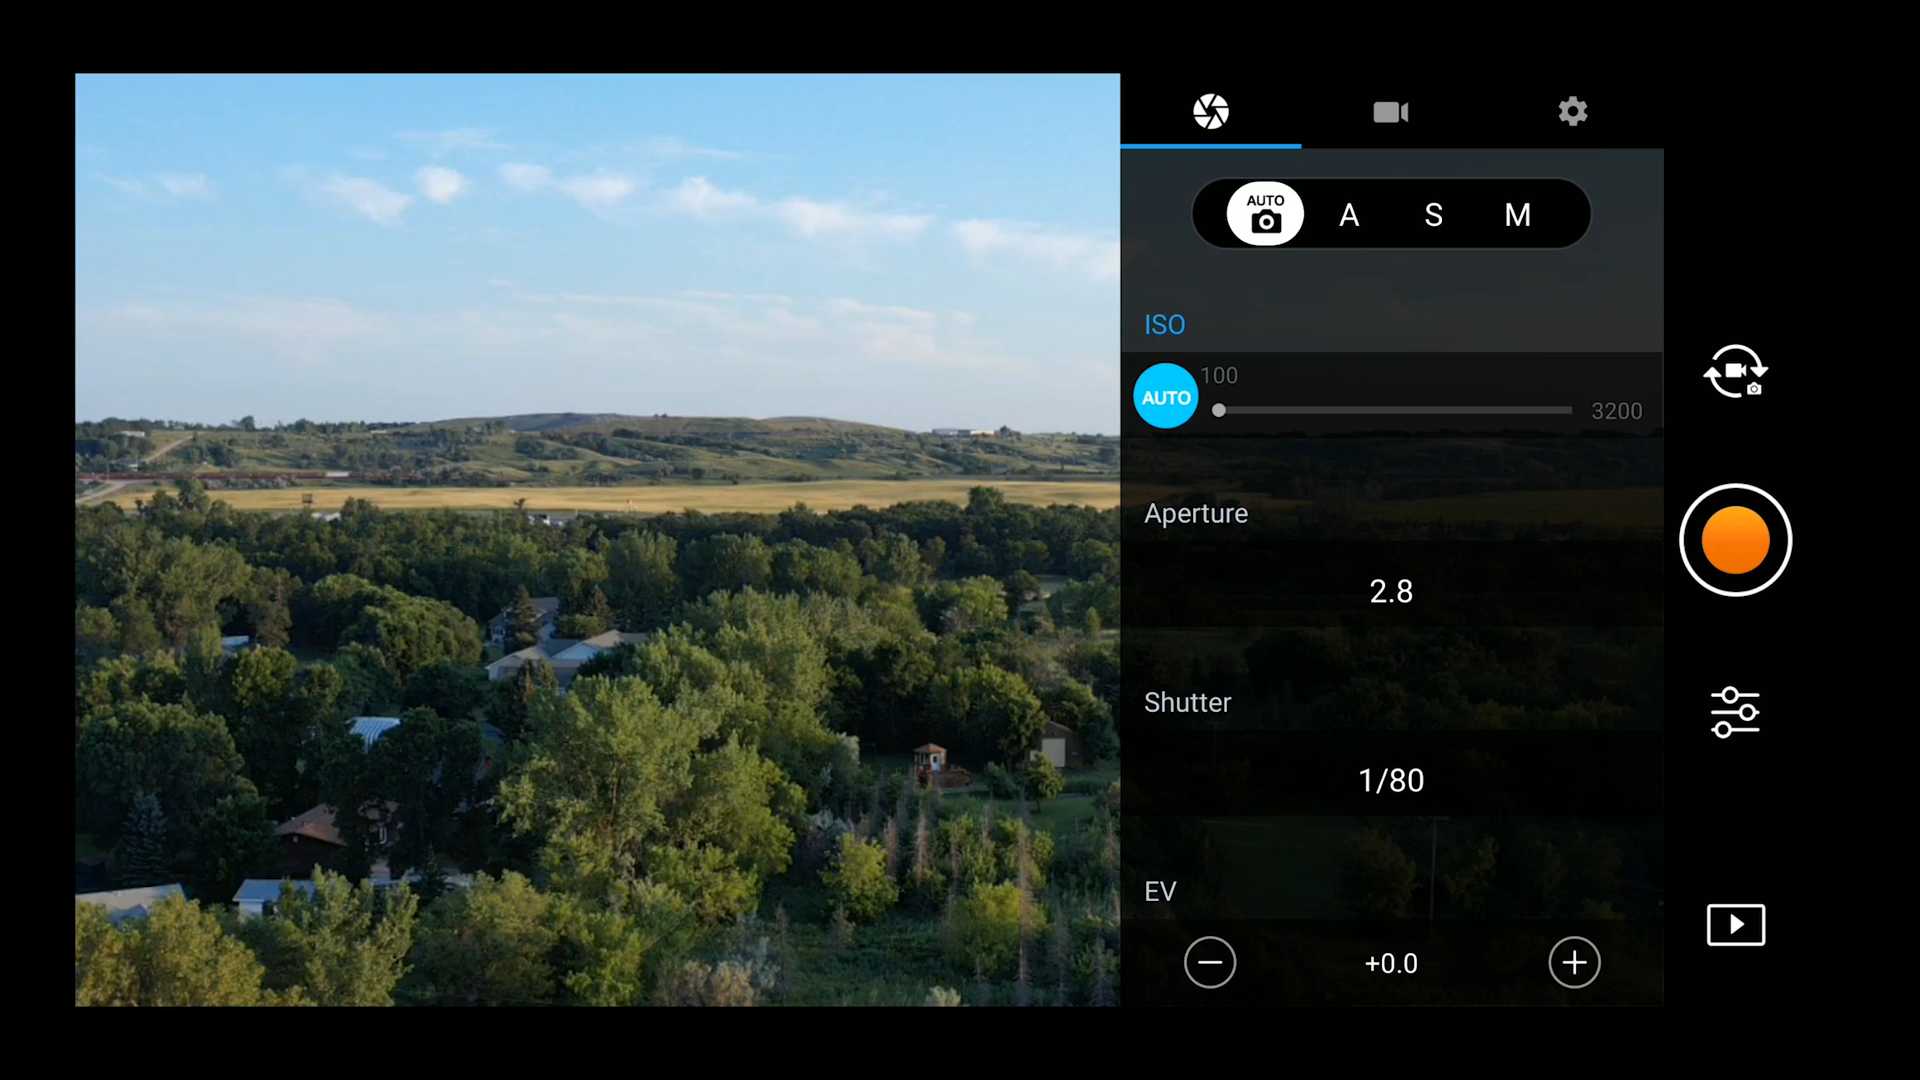 AUTO A S M
ISO
AUTO 100 3200
Aperture
2.8
Shutter
1/80
EV
+0.0